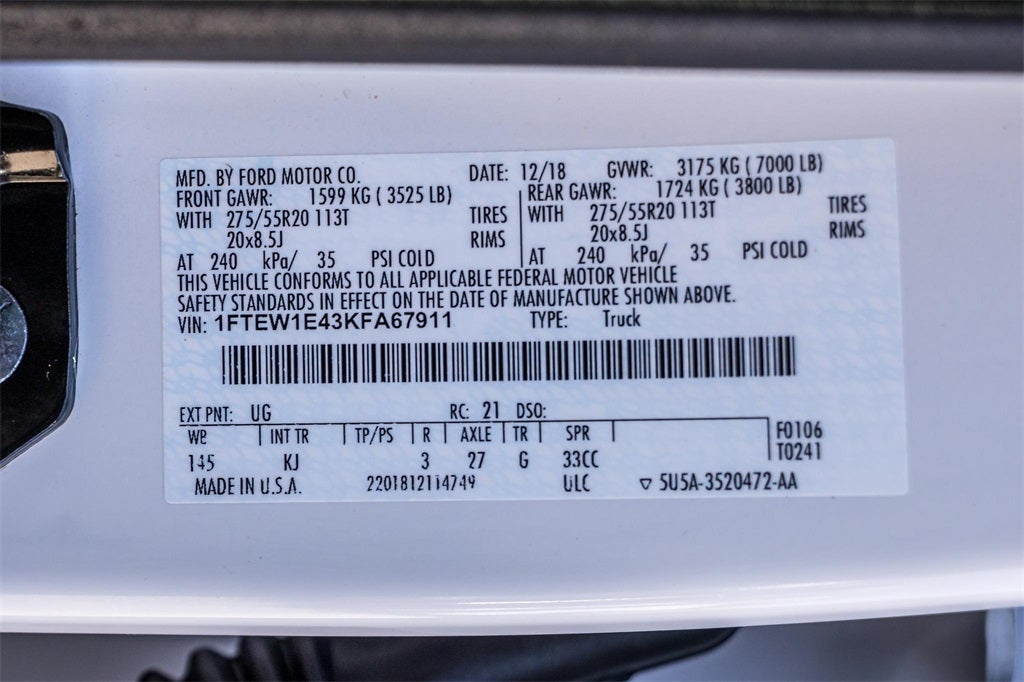 MFD. BY FORD MOTOR CO. DATE: 12/18 GVWR: 3175 KG ( 7000 LB)
FRONT GAWR: 1599 KG ( 3525 LB) REAR GAWR: 1724 KG ( 3800 LB)
WITH 275/55R20 113T TIRES WITH 275/55R20 113T TIRES
20x8.5J RIMS 20x8.5J RIMS
AT 240 kPa/ 35 PSI COLD AT 240 kPa/ 35 PSI COLD
THIS VEHICLE CONFORMS TO ALL APPLICABLE FEDERAL MOTOR VEHICLE
SAFETY STANDARDS IN EFFECT ON THE DATE OF MANUFACTURE SHOWN ABOVE.
VIN: 1FTEW1E43KFA67911 TYPE: Truck
EXT PNT: UG RC: 21 DSO:
WB INT TR TP/PS R AXLE TR SPR F0106
145 KJ 3 27 G 33CC T0241
MADE IN U.S.A. 2201812114749 ULC ▽ 5U5A-3520472-AA